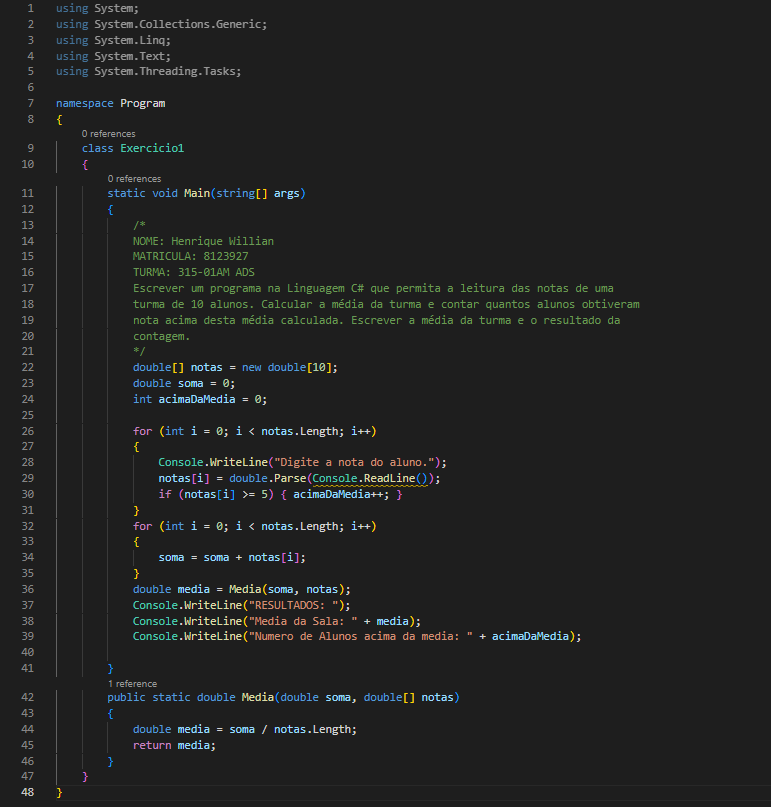 1 using System;
2 using System.Collections.Generic;
3 using System.Linq;
4 using System.Text;
5 using System.Threading.Tasks;
6
7 namespace Program
8 {
0 references
9 class Exercicio1
10 {
0 references
11 static void Main(string[] args)
12 {
13 /*
14 NOME: Henrique Willian
15 MATRICULA: 8123927
16 TURMA: 315-01AM ADS
17 Escrever um programa na Linguagem C# que permita a leitura das notas de uma
18 turma de 10 alunos. Calcular a média da turma e contar quantos alunos obtiveram
19 nota acima desta média calculada. Escrever a média da turma e o resultado da
20 contagem.
21 */
22 double[] notas = new double[10];
23 double soma = 0;
24 int acimaDaMedia = 0;
25
26 for (int i = 0; i < notas.Length; i++)
27 {
28 Console.WriteLine("Digite a nota do aluno.");
29 notas[i] = double.Parse(Console.ReadLine());
30 if (notas[i] >= 5) { acimaDaMedia++; }
31 }
32 for (int i = 0; i < notas.Length; i++)
33 {
34 soma = soma + notas[i];
35 }
36 double media = Media(soma, notas);
37 Console.WriteLine("RESULTADOS: ");
38 Console.WriteLine("Media da Sala: " + media);
39 Console.WriteLine("Numero de Alunos acima da media: " + acimaDaMedia);
40
41 }
1 reference
42 public static double Media(double soma, double[] notas)
43 {
44 double media = soma / notas.Length;
45 return media;
46 }
47 }
48 }